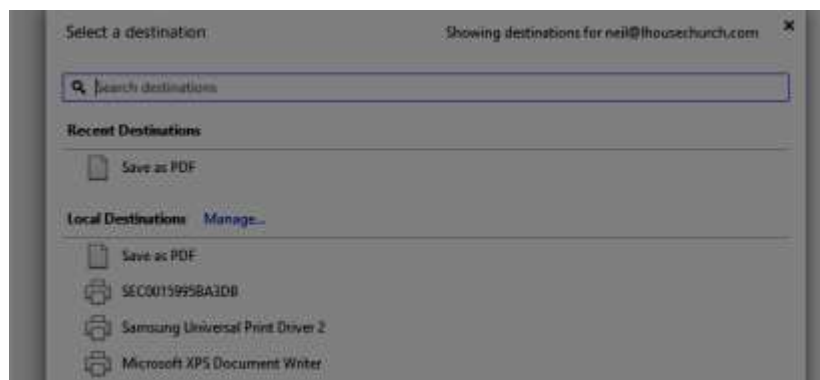 Select a destination
Showing destinations for neil@lhousechurch.com
Search destinations
Recent Destinations
Save as PDF
Local Destinations Manage...
Save as PDF
SEC0015995BA3DB
Samsung Universal Print Driver 2
Microsoft XPS Document Writer